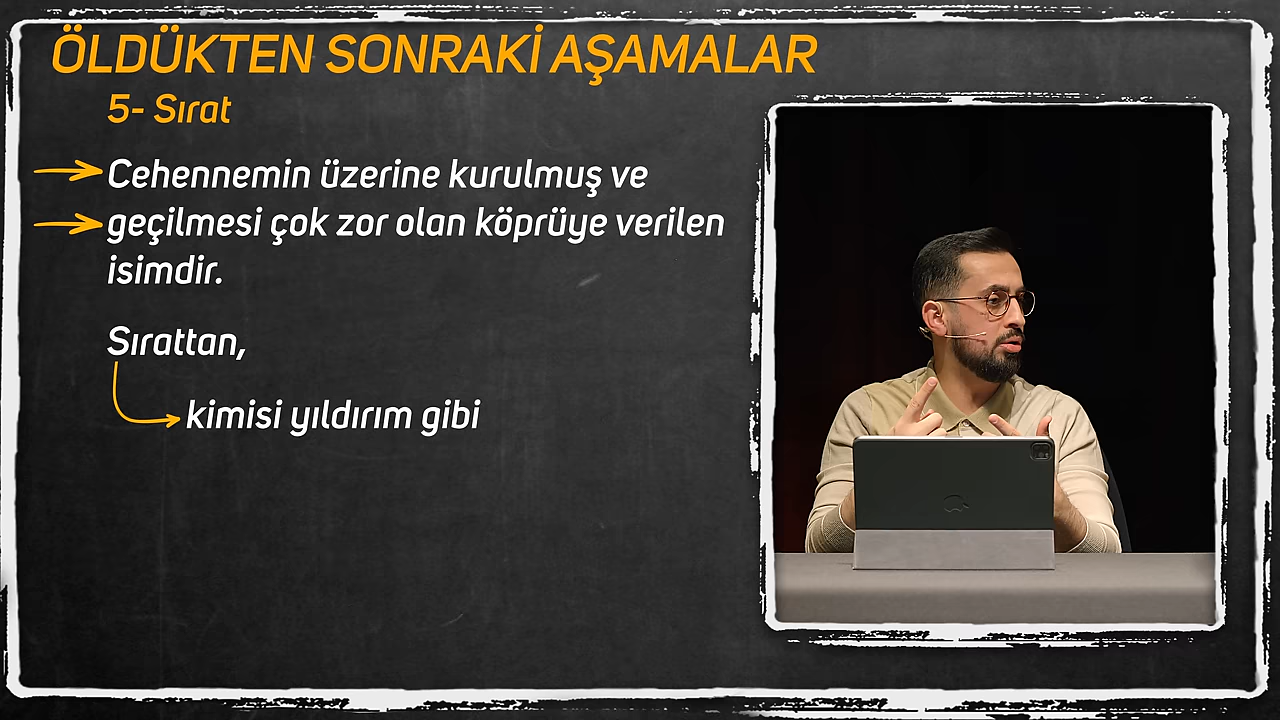 ÖLDÜKTEN SONRAKİ AŞAMALAR
5- Sırat
Cehennemin üzerine kurulmuş ve
geçilmesi çok zor olan köprüye verilen
isimdir.
Sırattan,
kimisi yıldırım gibi